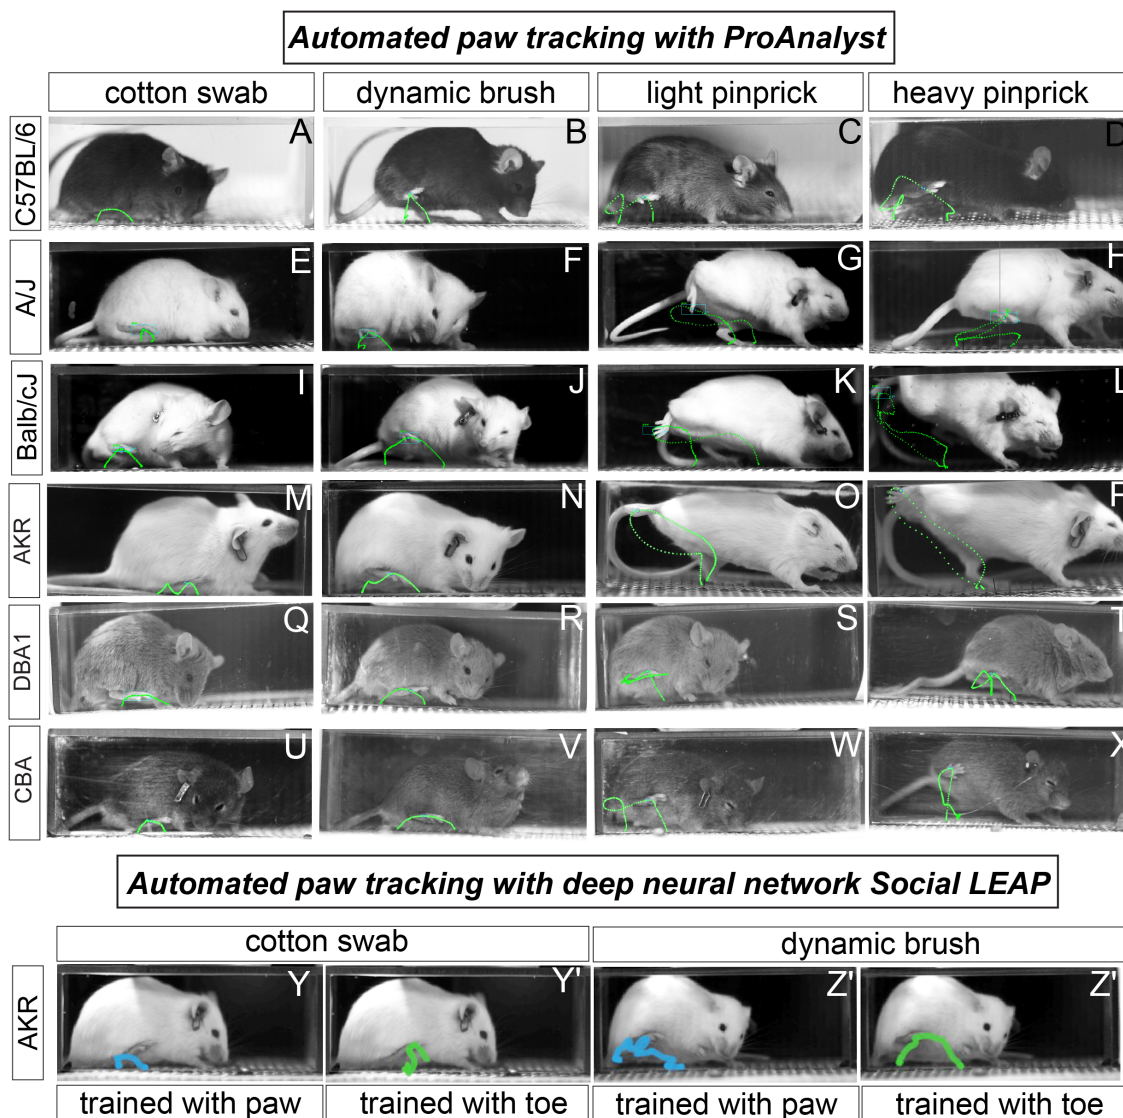 Automated paw tracking with ProAnalyst
cotton swab dynamic brush light pinprick heavy pinprick
C57BL/6 A B C D
A/J E F G H
Balb/cJ I J K L
AKR M N O P
DBA1 Q R S T
CBA U V W X
Automated paw tracking with deep neural network Social LEAP
cotton swab dynamic brush
AKR Y Y' Z' Z'
trained with paw trained with toe trained with paw trained with toe